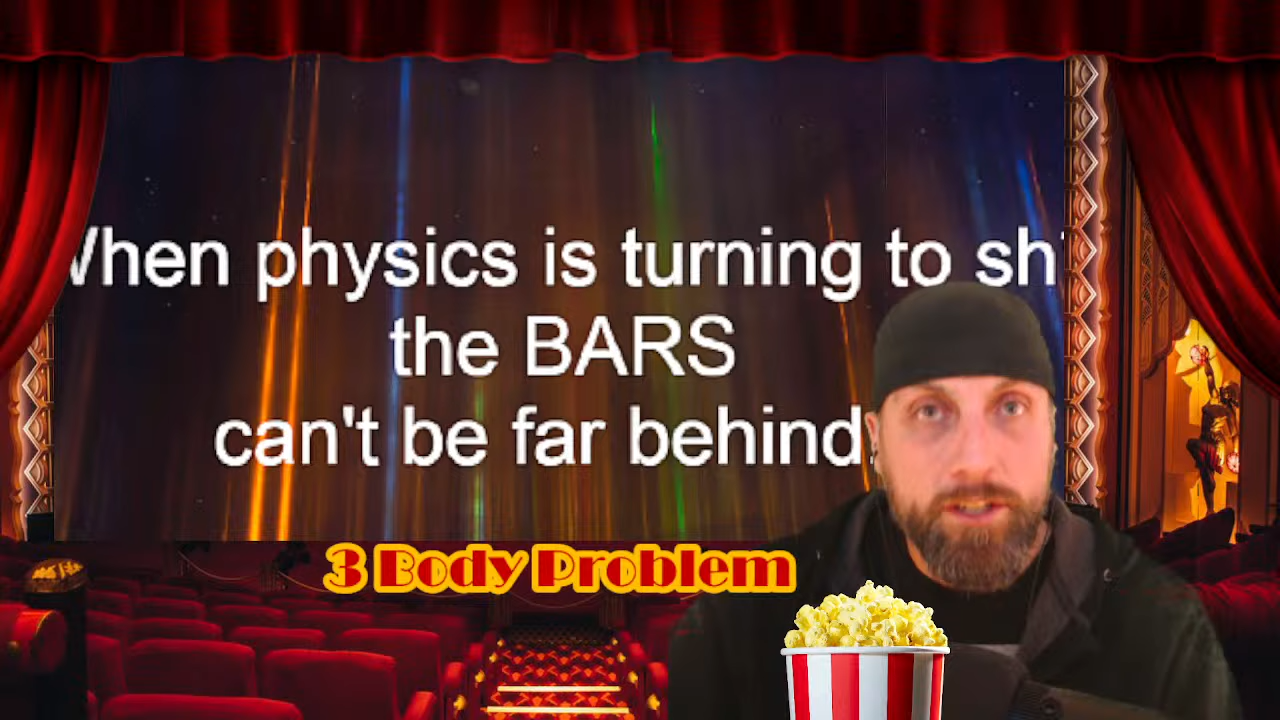 When physics is turning to sh
the BARS
can't be far behind.
3 Body Problem